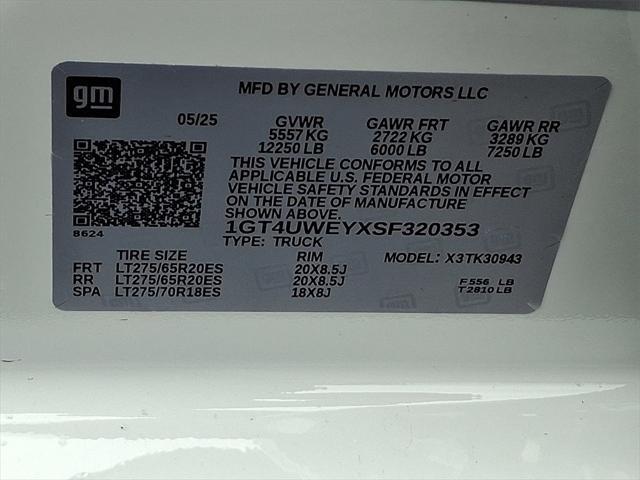 gm
MFD BY GENERAL MOTORS LLC
05/25 GVWR GAWR FRT GAWR RR
5557 KG 2722 KG 3289 KG
12250 LB 6000 LB 7250 LB
THIS VEHICLE CONFORMS TO ALL
APPLICABLE U.S. FEDERAL MOTOR
VEHICLE SAFETY STANDARDS IN EFFECT
ON THE DATE OF MANUFACTURE
SHOWN ABOVE.
8624
1GT4UWEYXSF320353
TYPE: TRUCK
TIRE SIZE RIM MODEL: X3TK30943
FRT LT275/65R20ES 20X8.5J
RR LT275/65R20ES 20X8.5J
SPA LT275/70R18ES 18X8J
F 556 LB
T 2810 LB